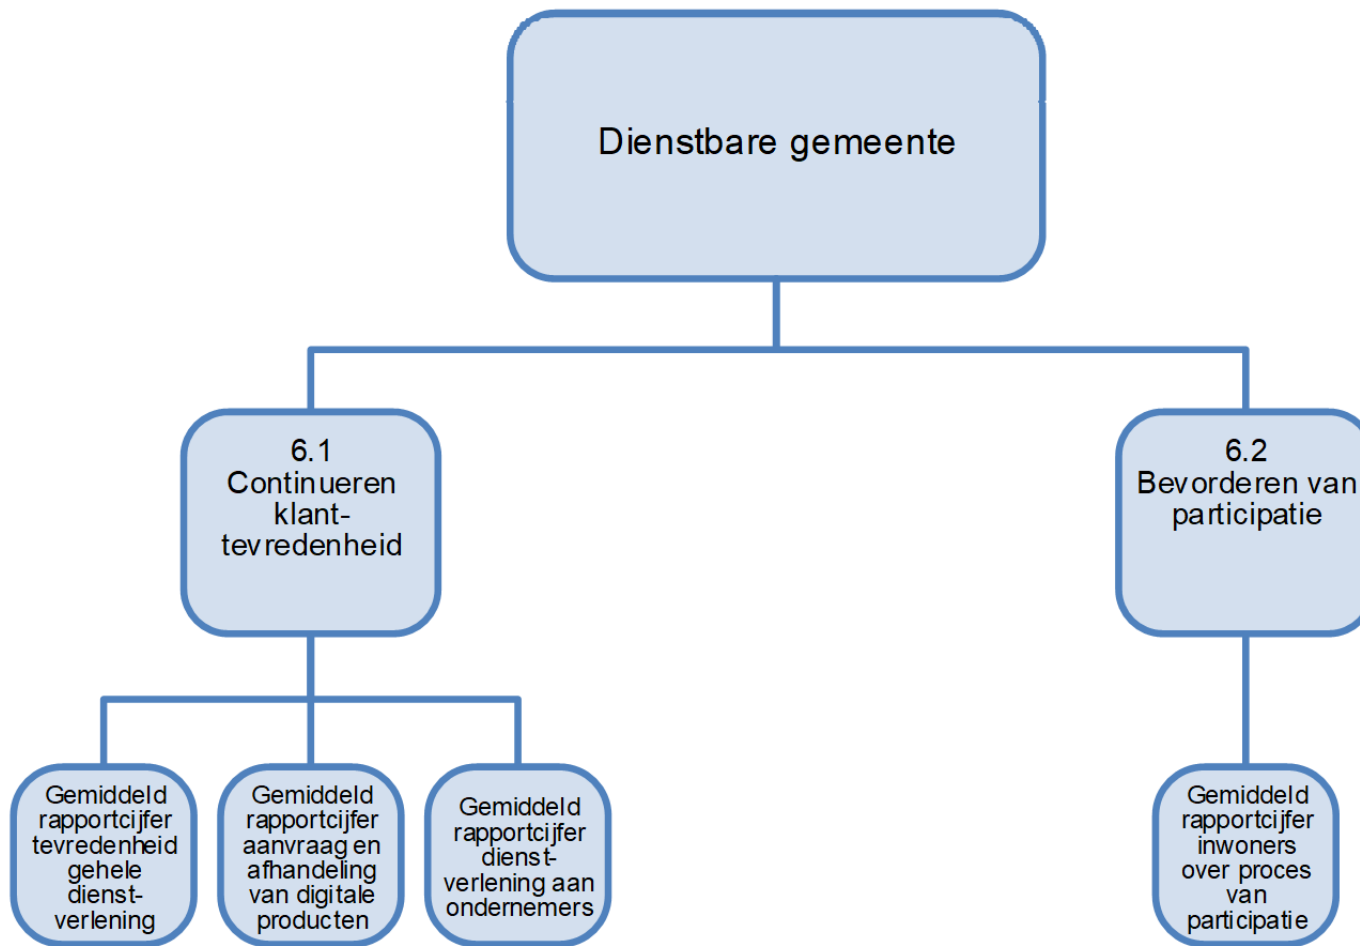 Dienstbare gemeente
6.1
Continueren
klant-
tevredenheid
6.2
Bevorderen van
participatie
Gemiddeld
rapportcijfer
tevredenheid
gehele
dienst-
verlening
Gemiddeld
rapportcijfer
aanvraag en
afhandeling
van digitale
producten
Gemiddeld
rapportcijfer
dienst-
verlening aan
ondernemers
Gemiddeld
rapportcijfer
inwoners
over proces
van
participatie